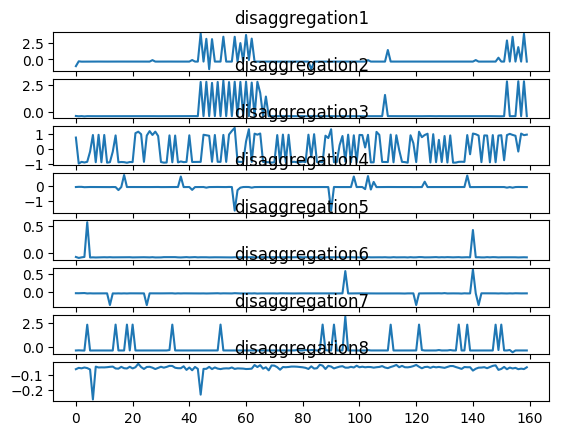 disaggregation1
2.5
0.0
disaggregation2
2.5
0.0
disaggregation3
1
0
−1
disaggregation4
0
−1
disaggregation5
0.5
0.0
disaggregation6
0.5
0.0
disaggregation7
2.5
0.0
disaggregation8
−0.1
−0.2
0 20 40 60 80 100 120 140 160